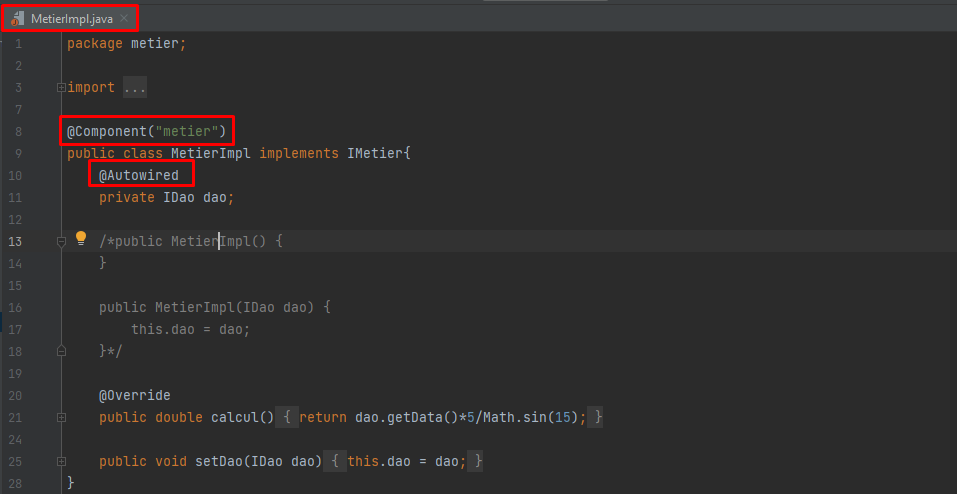 MetierImpl.java
1 package metier;
2
3 import ...
7
8 @Component("metier")
9 public class MetierImpl implements IMetier{
10 @Autowired
11 private IDao dao;
12
13 /*public MetierImpl() {
14 }
15
16 public MetierImpl(IDao dao) {
17 this.dao = dao;
18 }*/
19
20 @Override
21 public double calcul() { return dao.getData()*5/Math.sin(15); }
24
25 public void setDao(IDao dao) { this.dao = dao; }
28 }